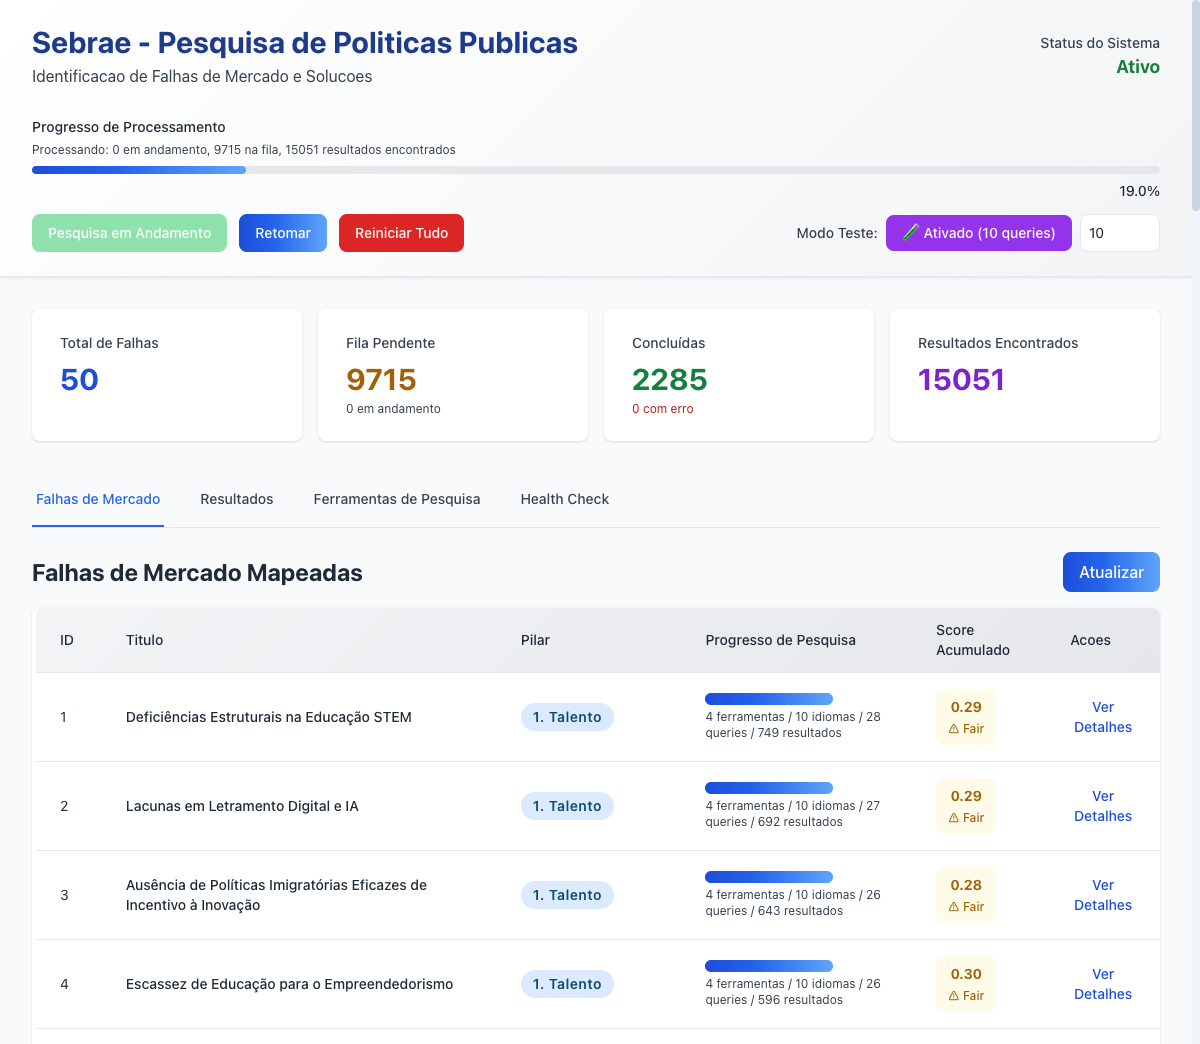 Sebrae - Pesquisa de Politicas Publicas
Identificacao de Falhas de Mercado e Solucoes
Status do Sistema
Ativo
Progresso de Processamento
Processando: 0 em andamento, 9715 na fila, 15051 resultados encontrados
19.0%
Pesquisa em Andamento
Retomar
Reiniciar Tudo
Modo Teste:
Ativado (10 queries)
10
Total de Falhas
50
Fila Pendente
9715
0 em andamento
Concluídas
2285
0 com erro
Resultados Encontrados
15051
Falhas de Mercado
Resultados
Ferramentas de Pesquisa
Health Check
Falhas de Mercado Mapeadas
Atualizar
ID
Titulo
Pilar
Progresso de Pesquisa
Score
Acumulado
Acoes
1
Deficiências Estruturais na Educação STEM
1. Talento
4 ferramentas / 10 idiomas / 28
queries / 749 resultados
0.29
⚠ Fair
Ver
Detalhes
2
Lacunas em Letramento Digital e IA
1. Talento
4 ferramentas / 10 idiomas / 27
queries / 692 resultados
0.29
⚠ Fair
Ver
Detalhes
3
Ausência de Políticas Imigratórias Eficazes de
Incentivo à Inovação
1. Talento
4 ferramentas / 10 idiomas / 26
queries / 643 resultados
0.28
⚠ Fair
Ver
Detalhes
4
Escassez de Educação para o Empreendedorismo
1. Talento
4 ferramentas / 10 idiomas / 26
queries / 596 resultados
0.30
⚠ Fair
Ver
Detalhes